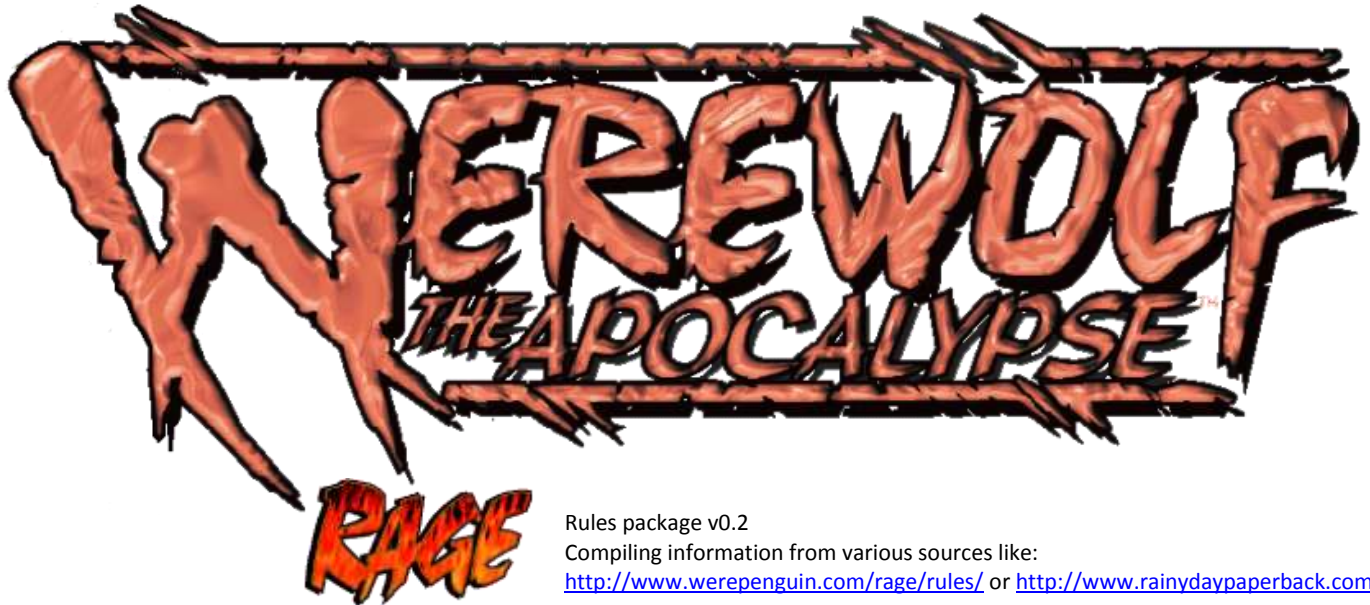 WEREWOLF
THE APOCALYPSE™
RAGE
Rules package v0.2
Compiling information from various sources like:
http://www.werepenguin.com/rage/rules/ or http://www.rainydaypaperback.com